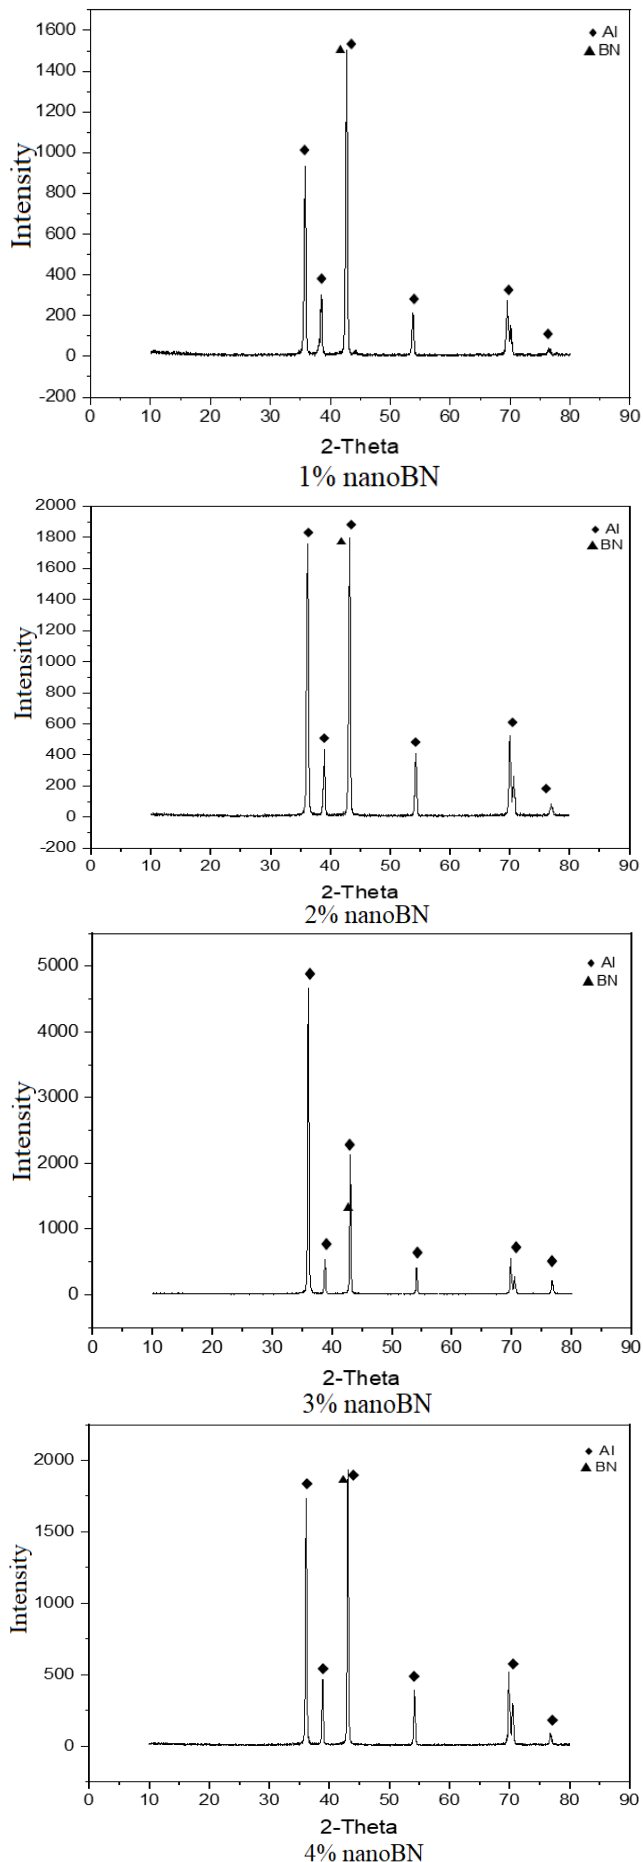 1600
1400
1200
1000
800
600
400
200
0
-200
Intensity
Al
BN
0 10 20 30 40 50 60 70 80 90
2-Theta
1% nanoBN
2000
1800
1600
1400
1200
1000
800
600
400
200
0
-200
Intensity
Al
BN
0 10 20 30 40 50 60 70 80 90
2-Theta
2% nanoBN
5000
4000
3000
2000
1000
0
Intensity
Al
BN
0 10 20 30 40 50 60 70 80 90
2-Theta
3% nanoBN
2000
1500
1000
500
0
Intensity
Al
BN
0 10 20 30 40 50 60 70 80 90
2-Theta
4% nanoBN